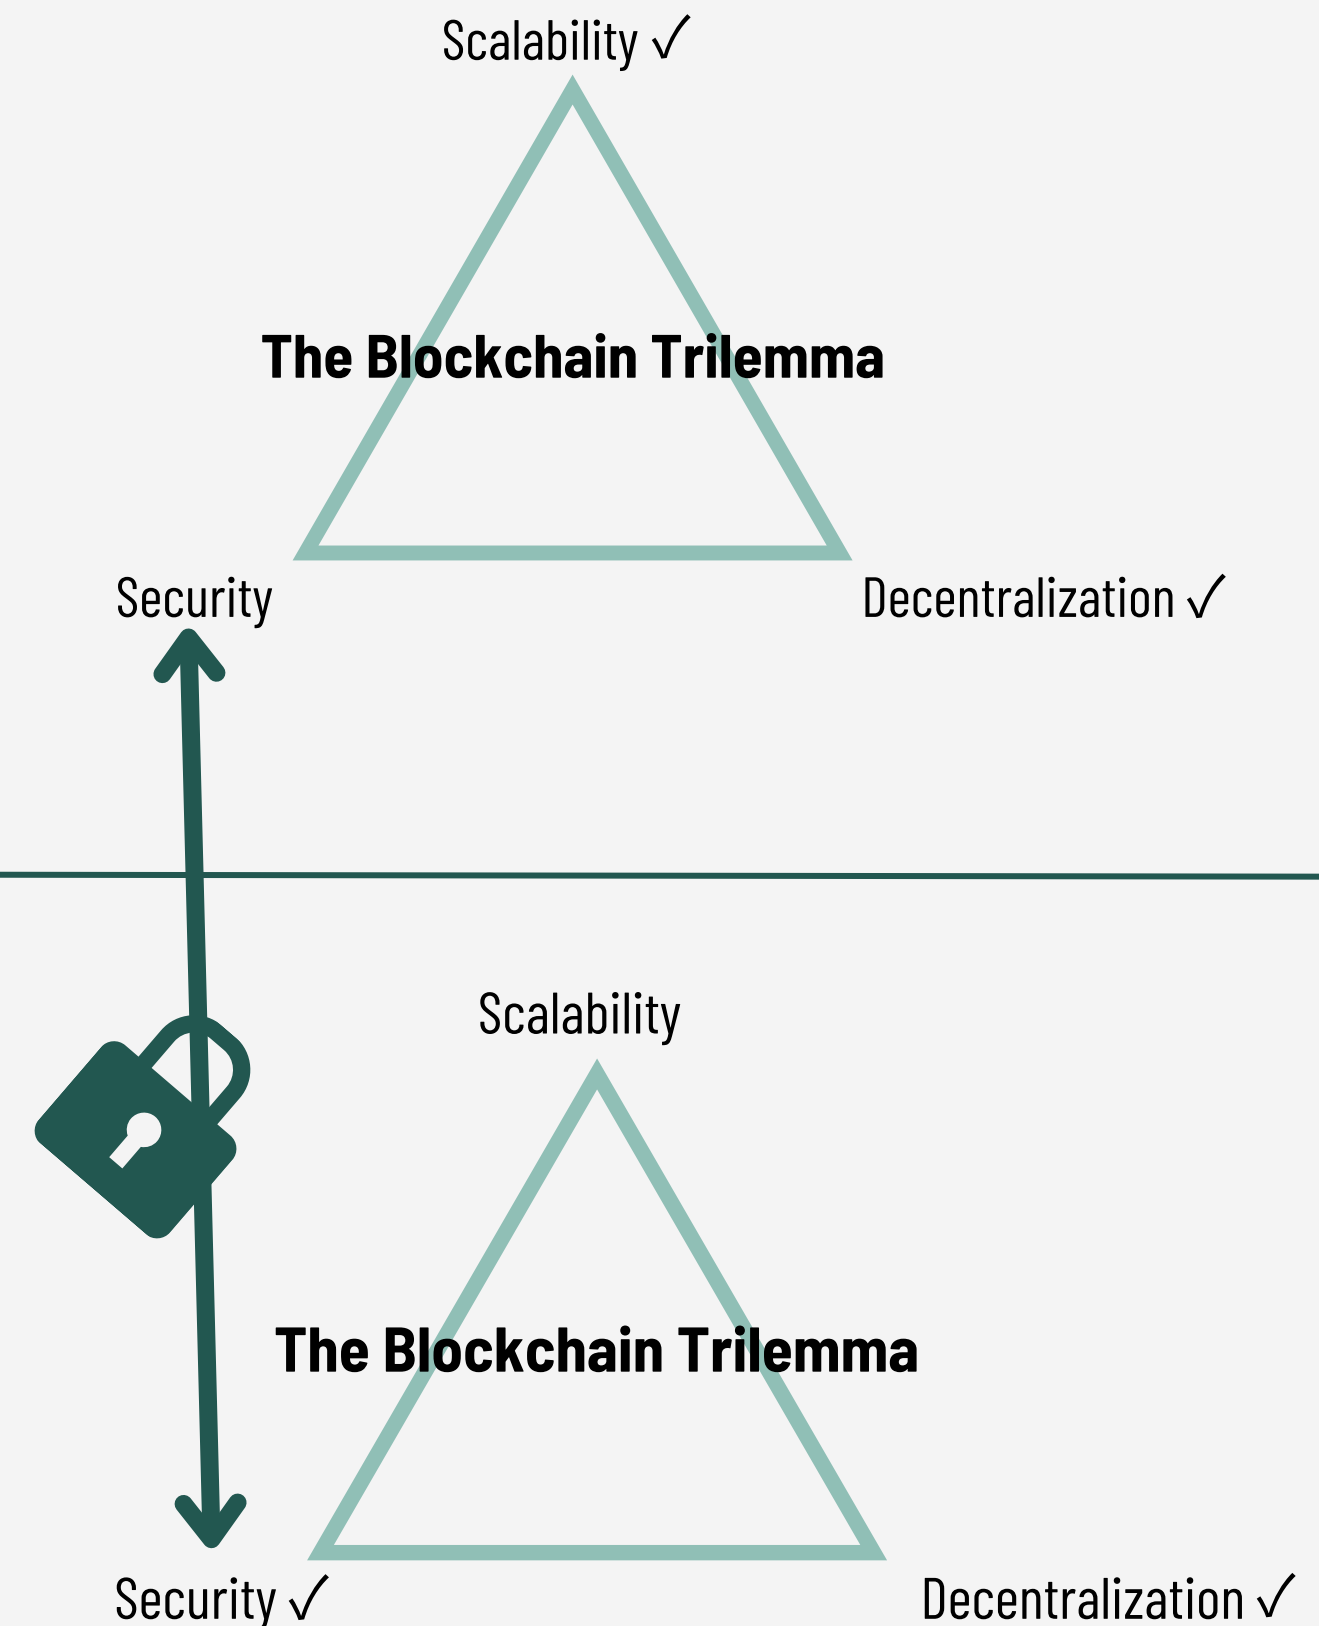 Scalability ✓
The Blockchain Trilemma
Security
Decentralization ✓
Scalability
The Blockchain Trilemma
Security ✓
Decentralization ✓